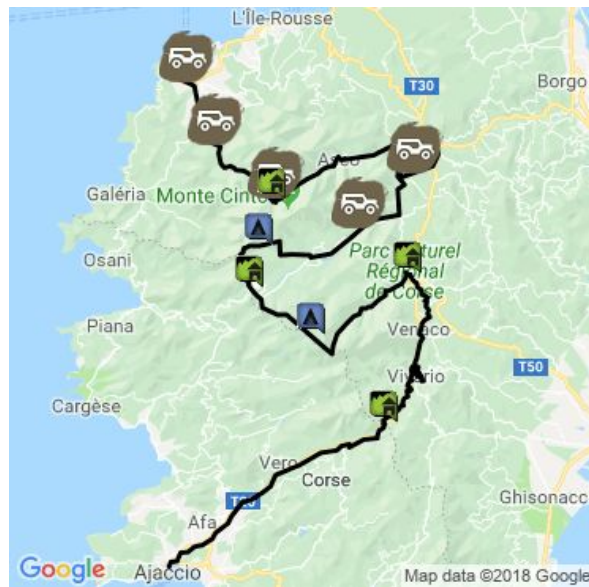 L'Île-Rousse
T30
Borgo
Asco
Galéria
Monte Cinto
Osani
Parc Naturel
Régional
de Corse
Piana
Venaco
T50
Vivario
Cargèse
Vero
Corse
T20
Ghisonacc
Afa
Ajaccio
Google
Map data ©2018 Google